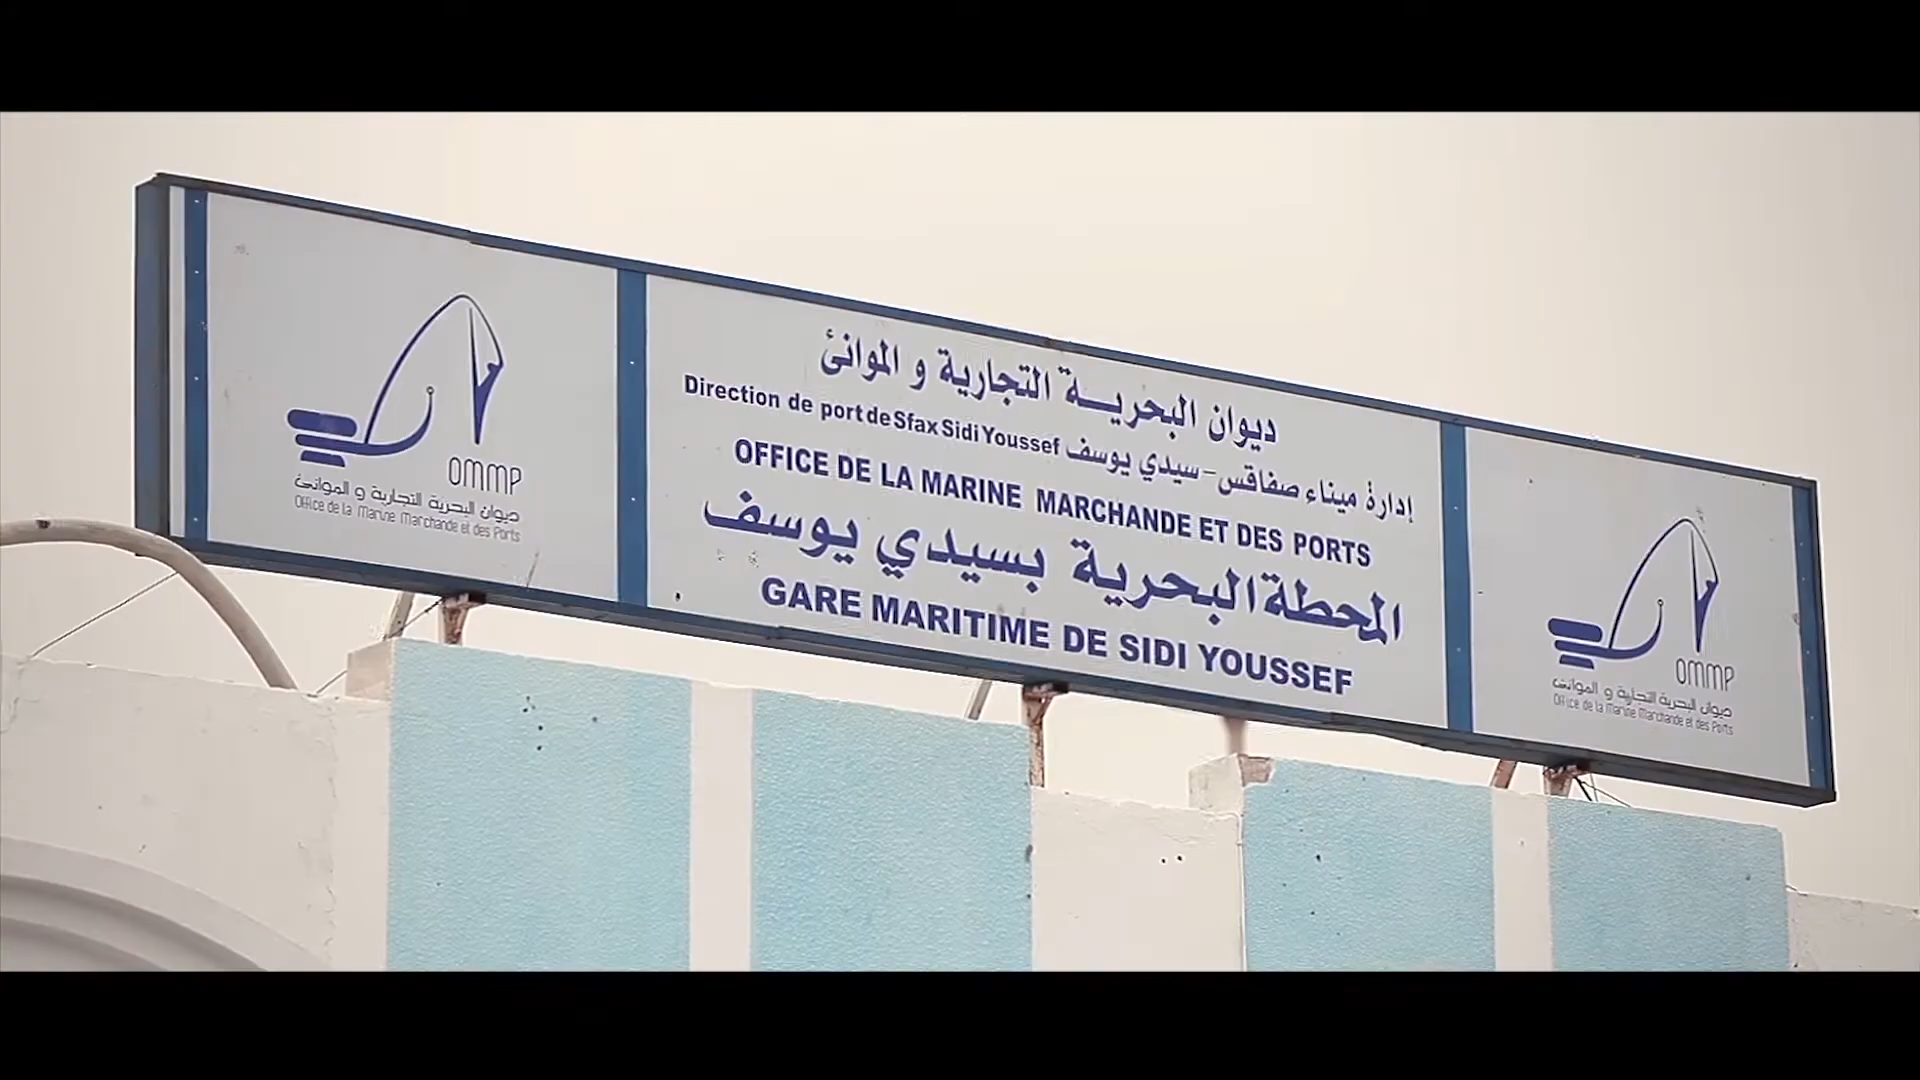 OMMP
ديوان البحرية التجارية و الموانئ
Office de la Marine Marchande et des Ports
ديوان البحريــة التجارية و الموانئ
Direction de port de Sfax Sidi Youssef إدارة ميناء صفاقس - سيدي يوسف
OFFICE DE LA MARINE MARCHANDE ET DES PORTS
المحطة البحرية بسيدي يوسف
GARE MARITIME DE SIDI YOUSSEF
OMMP
ديوان البحرية التجارية و الموانئ
Office de la Marine Marchande et des Ports